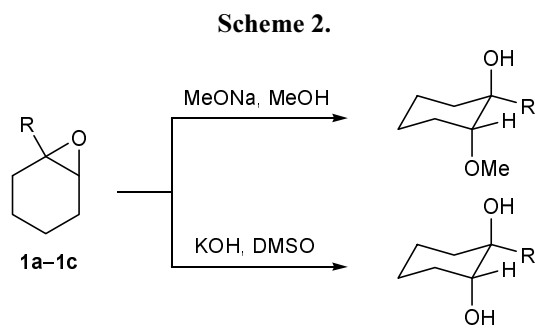 Scheme 2.
OH
MeONa, MeOH
R
R
O
H
OMe
OH
KOH, DMSO
1a–1c
R
H
OH